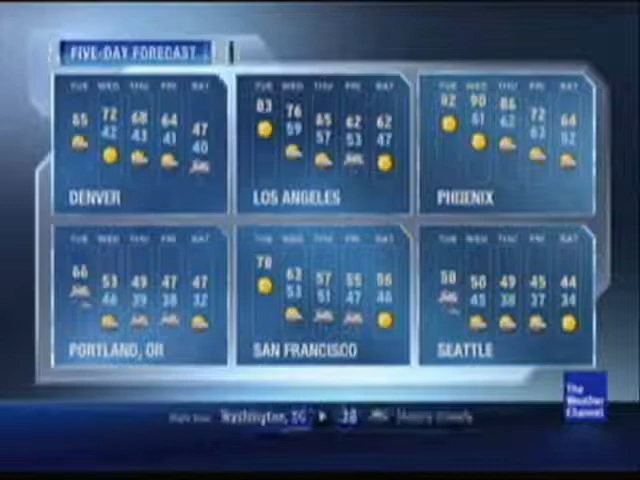 FIVE-DAY FORECAST
TUE WED THU FRI SAT
65 72 68 64 47
42 43 41 40
DENVER
TUE WED THU FRI SAT
83 76 65 62 62
59 57 53 47
LOS ANGELES
TUE WED THU FRI SAT
92 90 86 72 64
61 62 63 52
PHOENIX
TUE WED THU FRI SAT
66 53 49 47 47
46 39 38 32
PORTLAND, OR
TUE WED THU FRI SAT
70 63 57 55 56
53 51 47 46
SAN FRANCISCO
TUE WED THU FRI SAT
50 50 49 45 44
45 38 37 34
SEATTLE
The
Weather
Channel
Washington, DC 38